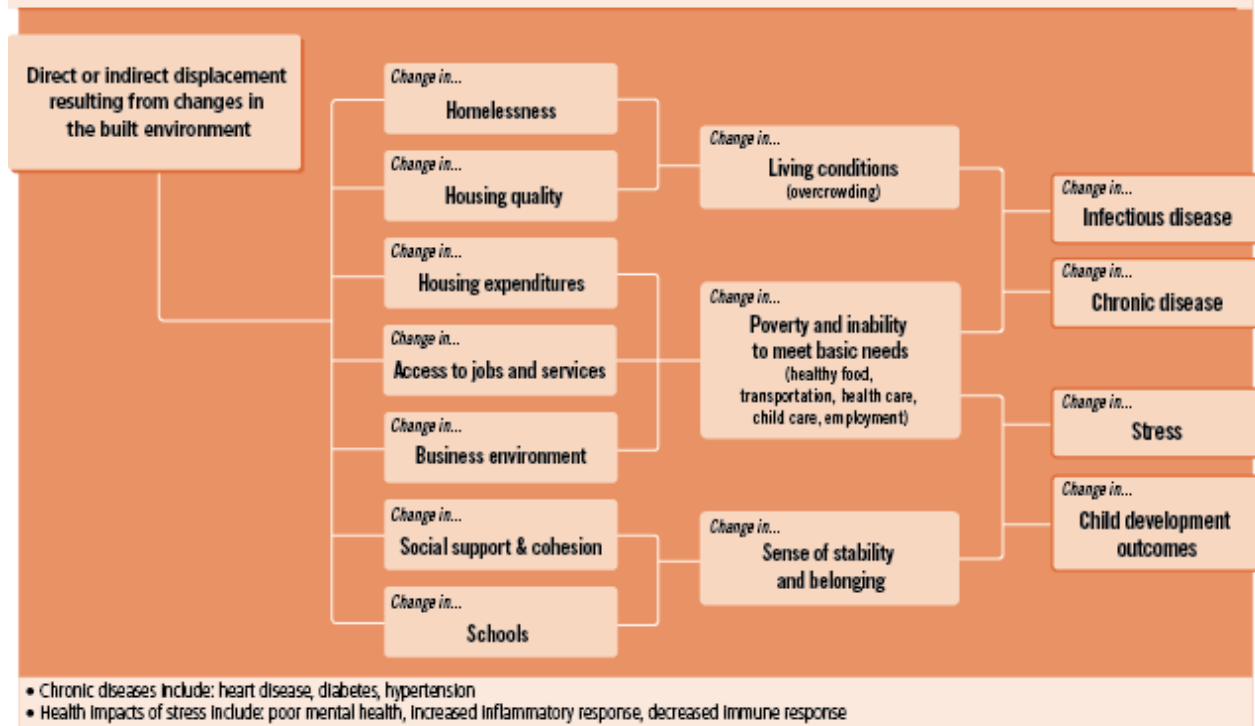 Direct or indirect displacement
resulting from changes in
the built environment
Change in...
Homelessness
Change in...
Housing quality
Change in...
Housing expenditures
Change in...
Access to jobs and services
Change in...
Business environment
Change in...
Social support & cohesion
Change in...
Schools
Change in...
Living conditions
(overcrowding)
Change in...
Poverty and inability
to meet basic needs
(healthy food,
transportation, health care,
child care, employment)
Change in...
Sense of stability
and belonging
Change in...
Infectious disease
Change in...
Chronic disease
Change in...
Stress
Change in...
Child development
outcomes
• Chronic diseases include: heart disease, diabetes, hypertension
• Health impacts of stress include: poor mental health, increased inflammatory response, decreased immune response